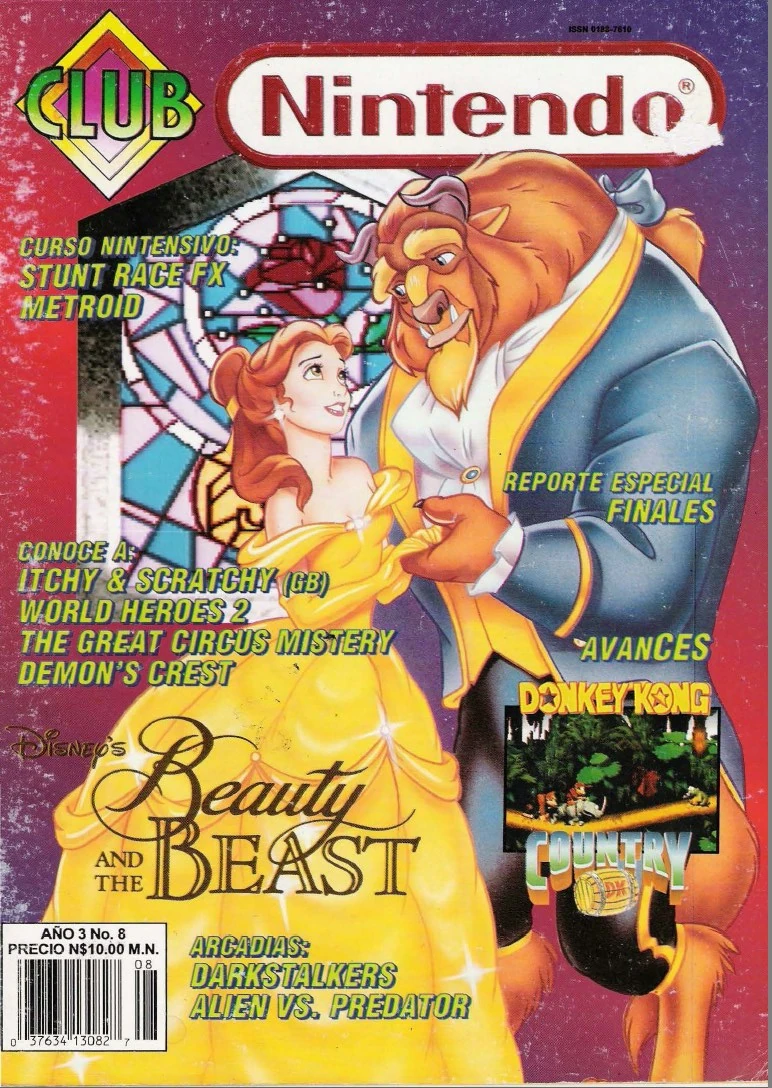 ISSN 0188-7610
CLUB
Nintendo®
CURSO NINTENSIVO:
STUNT RACE FX
METROID
REPORTE ESPECIAL
FINALES
CONOCE A:
ITCHY & SCRATCHY (GB)
WORLD HEROES 2
THE GREAT CIRCUS MISTERY
DEMON'S CREST
AVANCES
DONKEY KONG
COUNTRY
DK
DISNEY'S
Beauty
AND THE BEAST
AÑO 3 No. 8
PRECIO N$10.00 M.N.
08
0 37634 13082 7
ARCADIAS:
DARKSTALKERS
ALIEN VS. PREDATOR